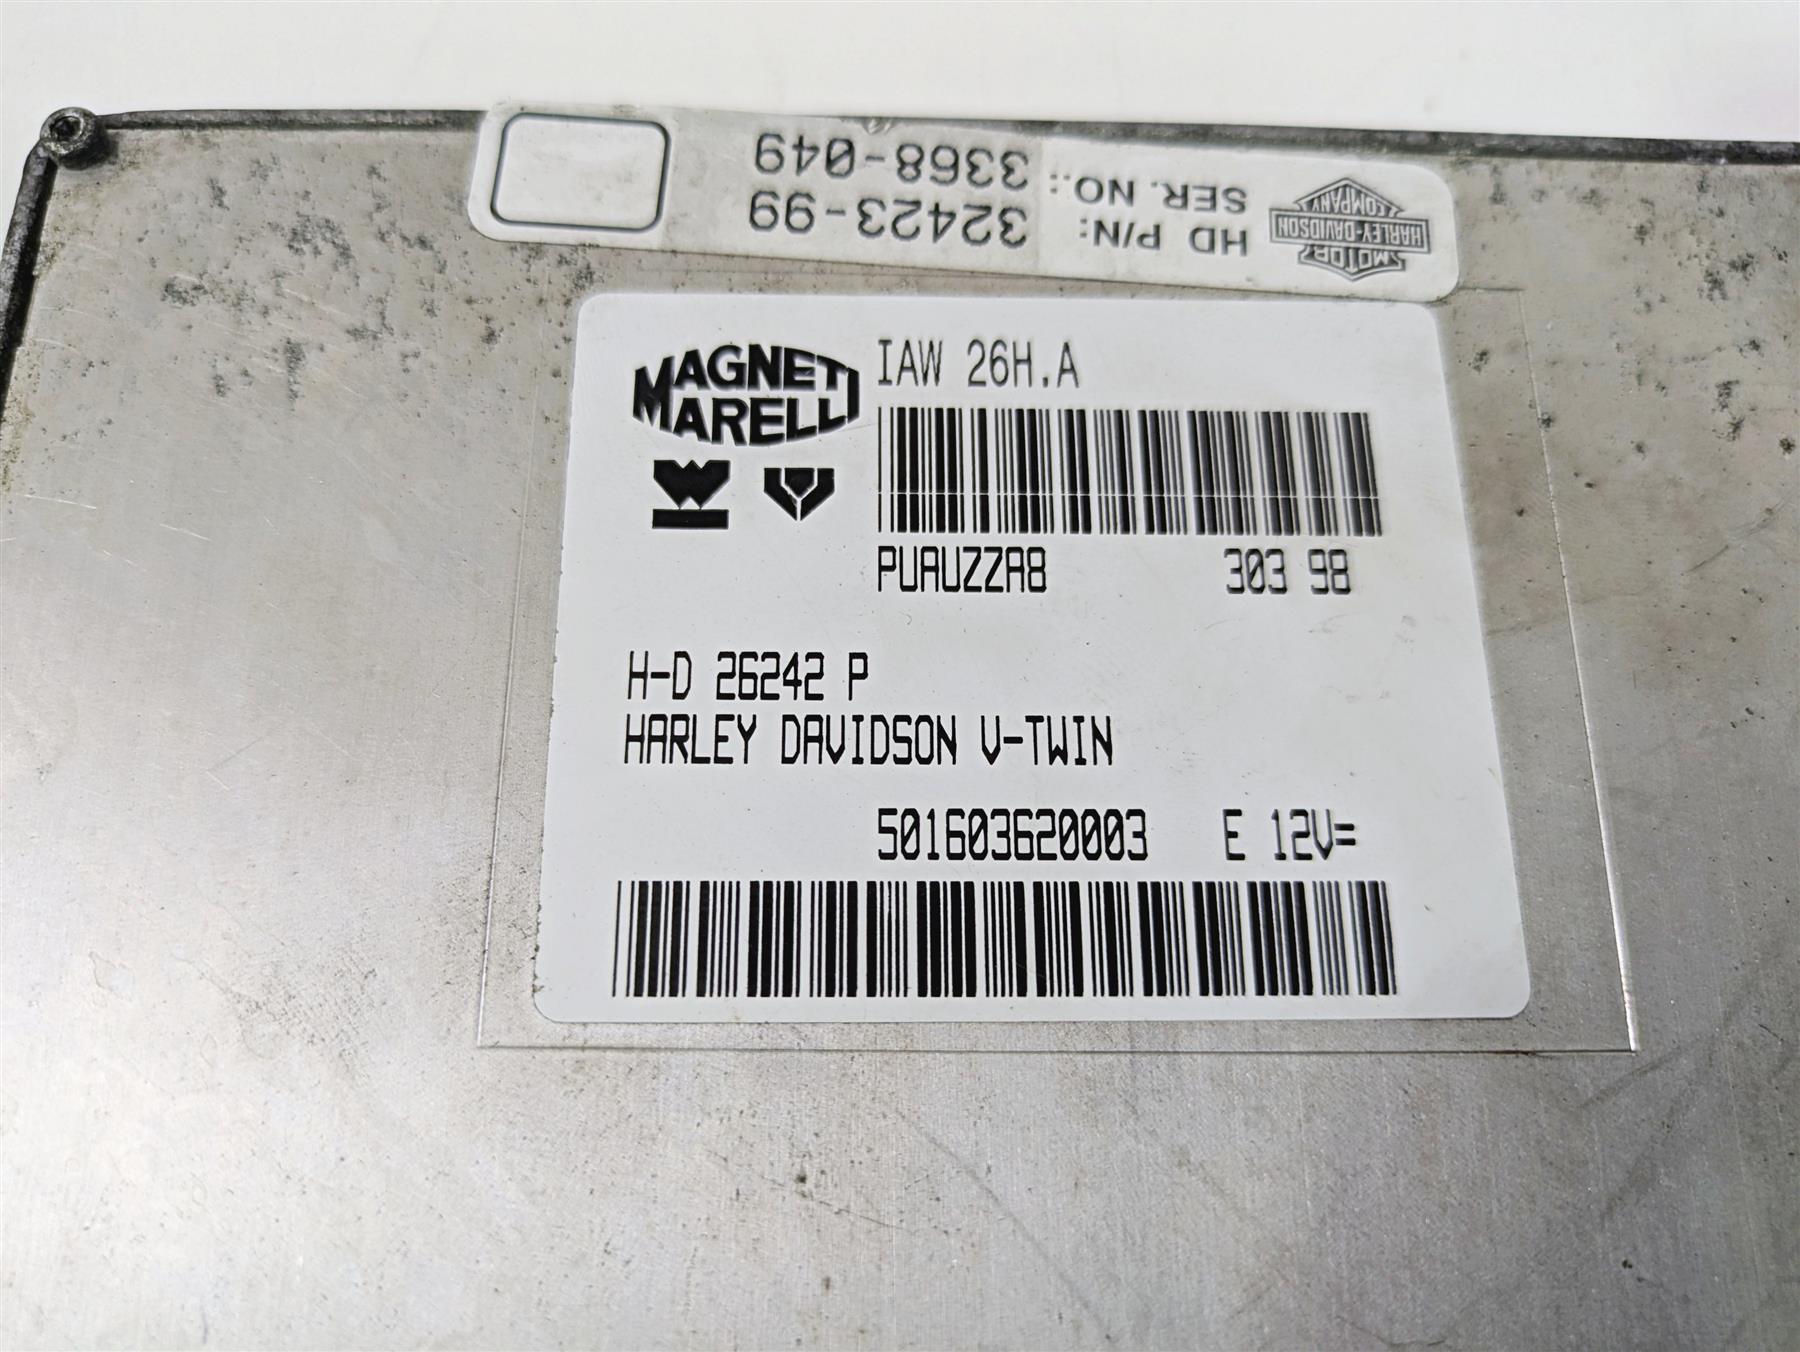 HD P/N: 32423-99
SER. NO.: 3368-049
MOTOR
HARLEY-DAVIDSON
COMPANY
MAGNETI
MARELLI
IAW 26H.A
PUAUZZA8 303 98
H-D 26242 P
HARLEY DAVIDSON V-TWIN
501603620003 E 12V=